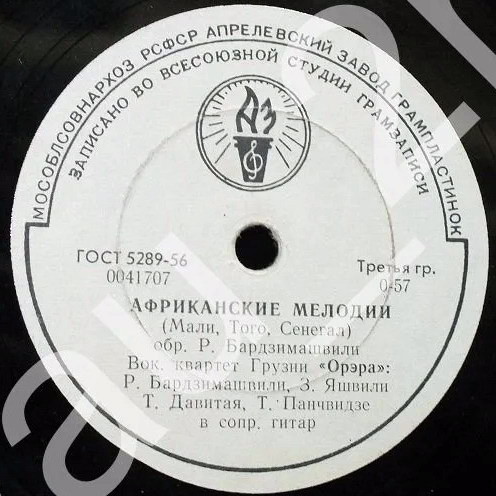 МОСОБЛСОВНАРХОЗ РСФСР АПРЕЛЕВСКИЙ ЗАВОД ГРАМПЛАСТИНОК
ЗАПИСАНО ВО ВСЕСОЮЗНОЙ СТУДИИ ГРАМЗАПИСИ
АЗ
ГОСТ 5289-56
0041707
Третья гр.
0-57
АФРИКАНСКИЕ МЕЛОДИИ
(Мали, Того, Сенегал)
обр. Р. Бардзимашвили
Вок. квартет Грузии «Орэра»:
Р. Бардзимашвили, З. Яшвили
Т. Давитая, Т. Панчвидзе
в сопр. гитар